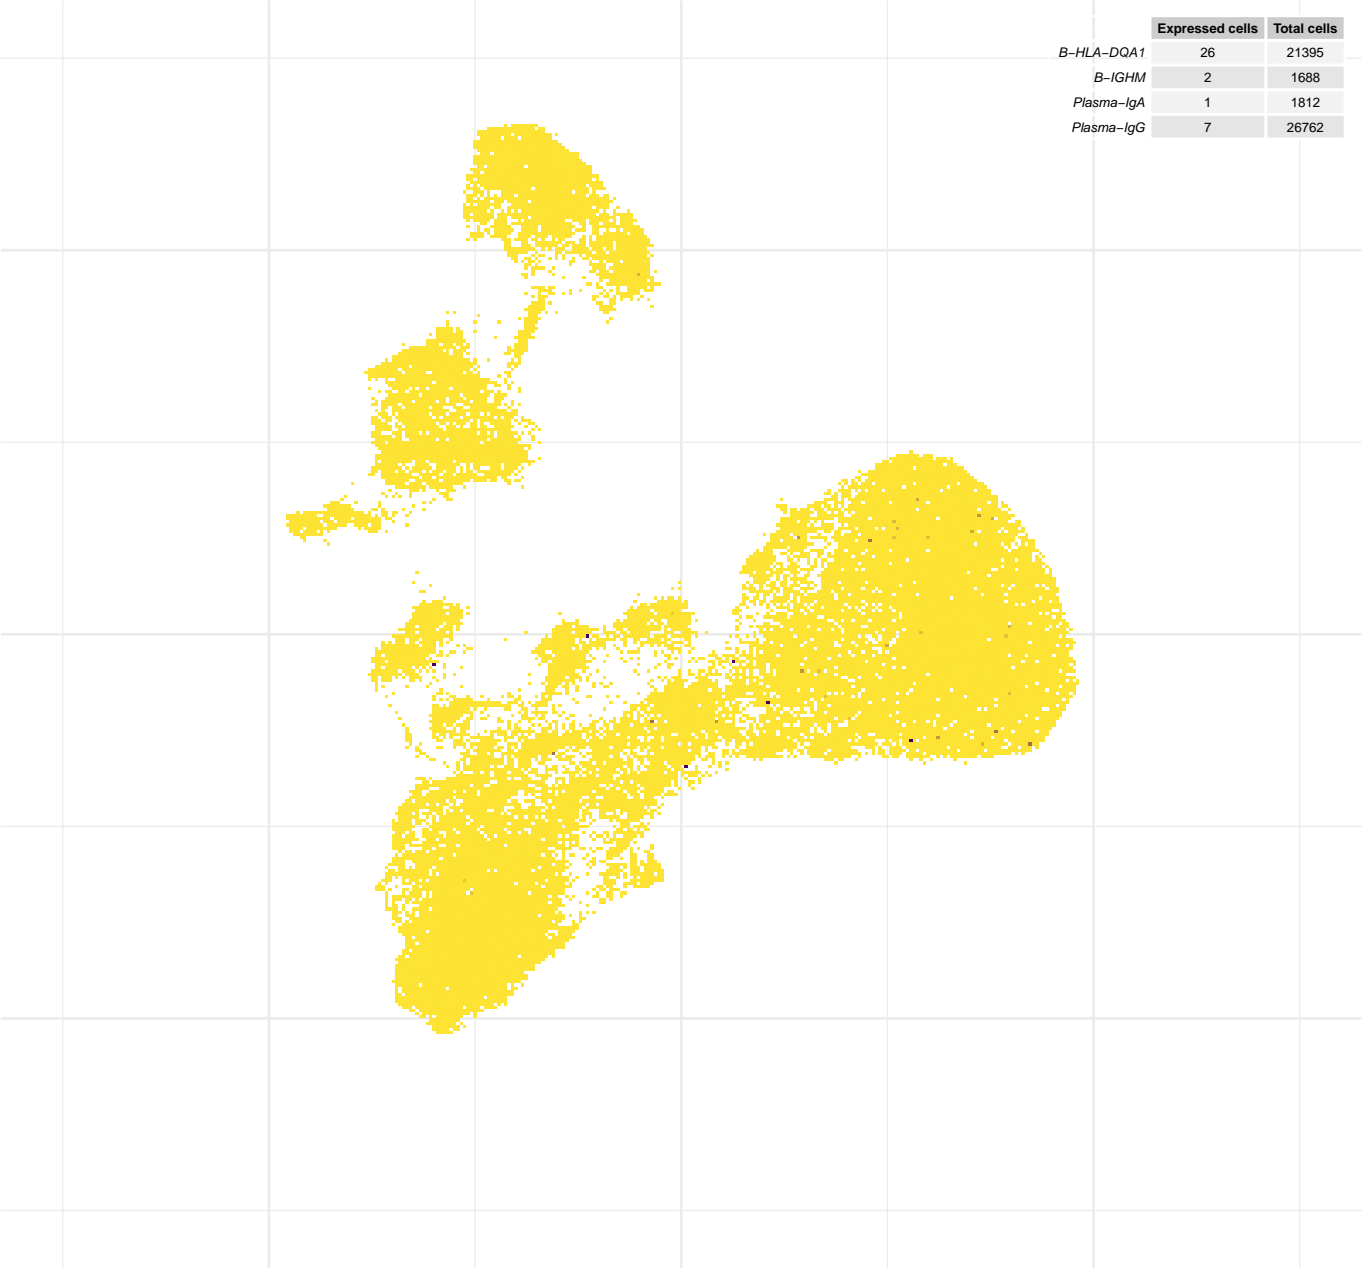 Expressed cells Total cells
B−HLA−DQA1 26 21395
B−IGHM 2 1688
Plasma−IgA 1 1812
Plasma−IgG 7 26762